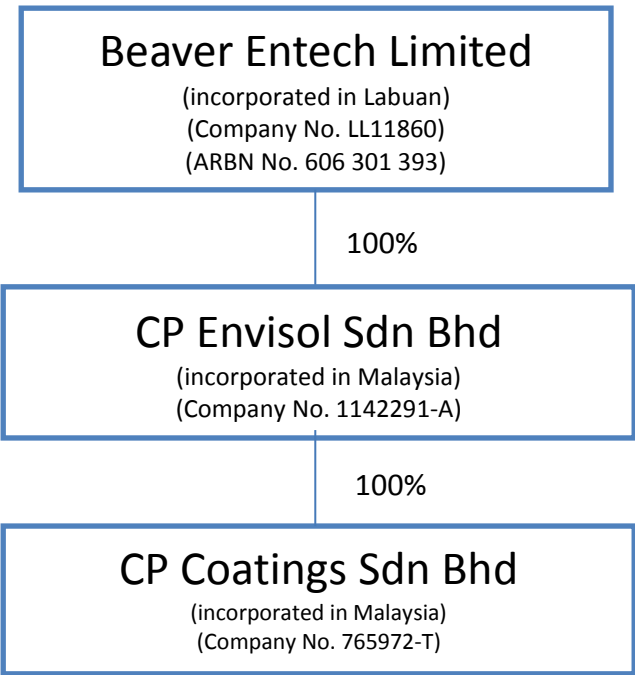 Beaver Entech Limited
(incorporated in Labuan)
(Company No. LL11860)
(ARBN No. 606 301 393)
100%
CP Envisol Sdn Bhd
(incorporated in Malaysia)
(Company No. 1142291-A)
100%
CP Coatings Sdn Bhd
(incorporated in Malaysia)
(Company No. 765972-T)